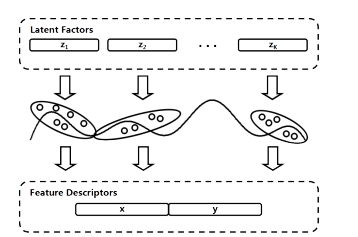 Latent Factors
z1 z2 . . . zK
Feature Descriptors
x y